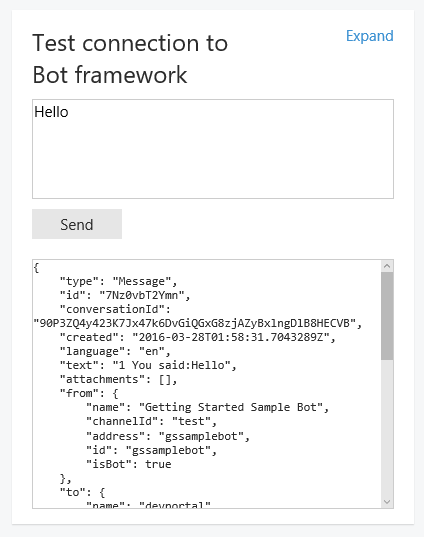 Test connection to
Expand
Bot framework
Hello
Send
{
"type": "Message",
"id": "7Nz0vbT2Ymn",
"conversationId":
"90P3ZQ4y423K7Jx47k6DvGiQGxG8zjAZyBxlngDlB8HECVB",
"created": "2016-03-28T01:58:31.7043289Z",
"language": "en",
"text": "1 You said:Hello",
"attachments": [],
"from": {
"name": "Getting Started Sample Bot",
"channelId": "test",
"address": "gssamplebot",
"id": "gssamplebot",
"isBot": true
},
"to": {
"name": "devportal"